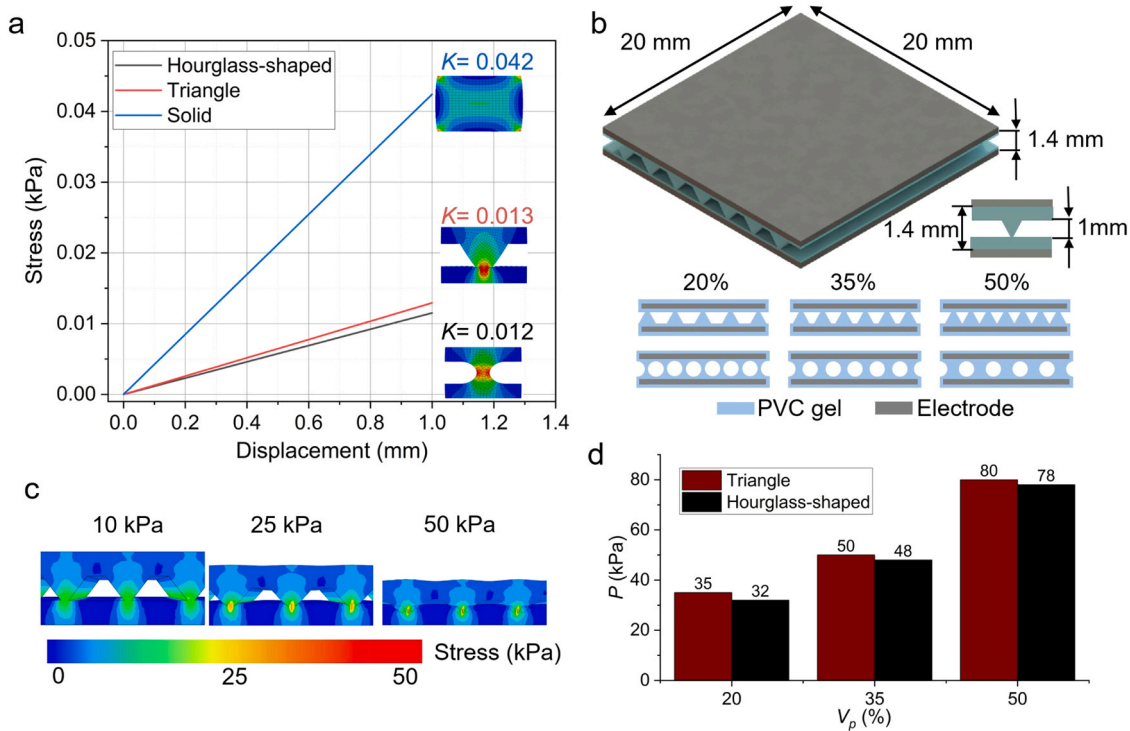 a
0.05
0.04
0.03
0.02
0.01
0.00
Stress (kPa)
Hourglass-shaped
Triangle
Solid
K= 0.042
K= 0.013
K= 0.012
0.0 0.2 0.4 0.6 0.8 1.0 1.2 1.4
Displacement (mm)
b
20 mm
20 mm
1.4 mm
1.4 mm
1mm
20% 35% 50%
PVC gel Electrode
c
10 kPa 25 kPa 50 kPa
Stress (kPa)
0 25 50
d
80
60
40
20
0
P (kPa)
Triangle
Hourglass-shaped
35 32 50 48 80 78
20 35 50
Vp (%)